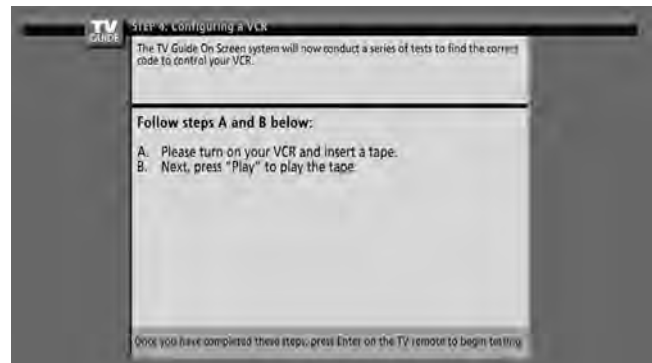 TV
GUIDE
STEP 4: Configuring a VCR
The TV Guide On Screen system will now conduct a series of tests to find the correct
code to control your VCR.
Follow steps A and B below:
A. Please turn on your VCR and insert a tape.
B. Next, press "Play" to play the tape.
Once you have completed these steps, press Enter on the TV remote to begin testing